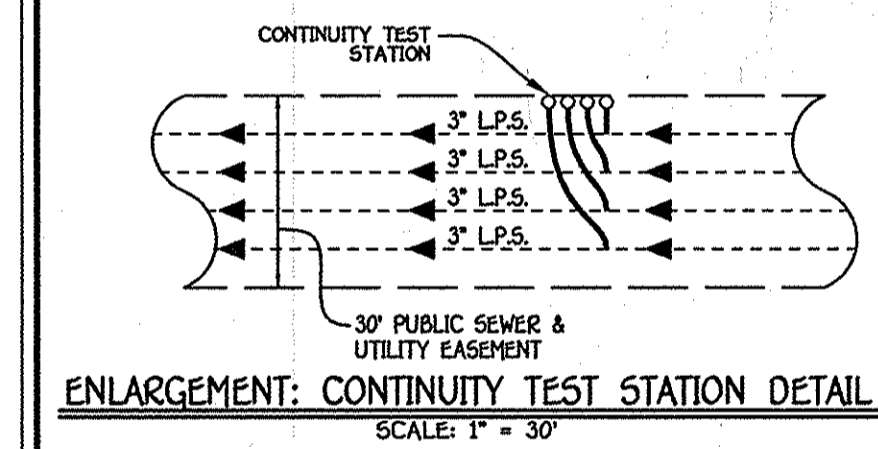 CONTINUITY TEST
STATION
3" L.P.S.
3" L.P.S.
3" L.P.S.
3" L.P.S.
30' PUBLIC SEWER &
UTILITY EASEMENT
ENLARGEMENT: CONTINUITY TEST STATION DETAIL
SCALE: 1" = 30'